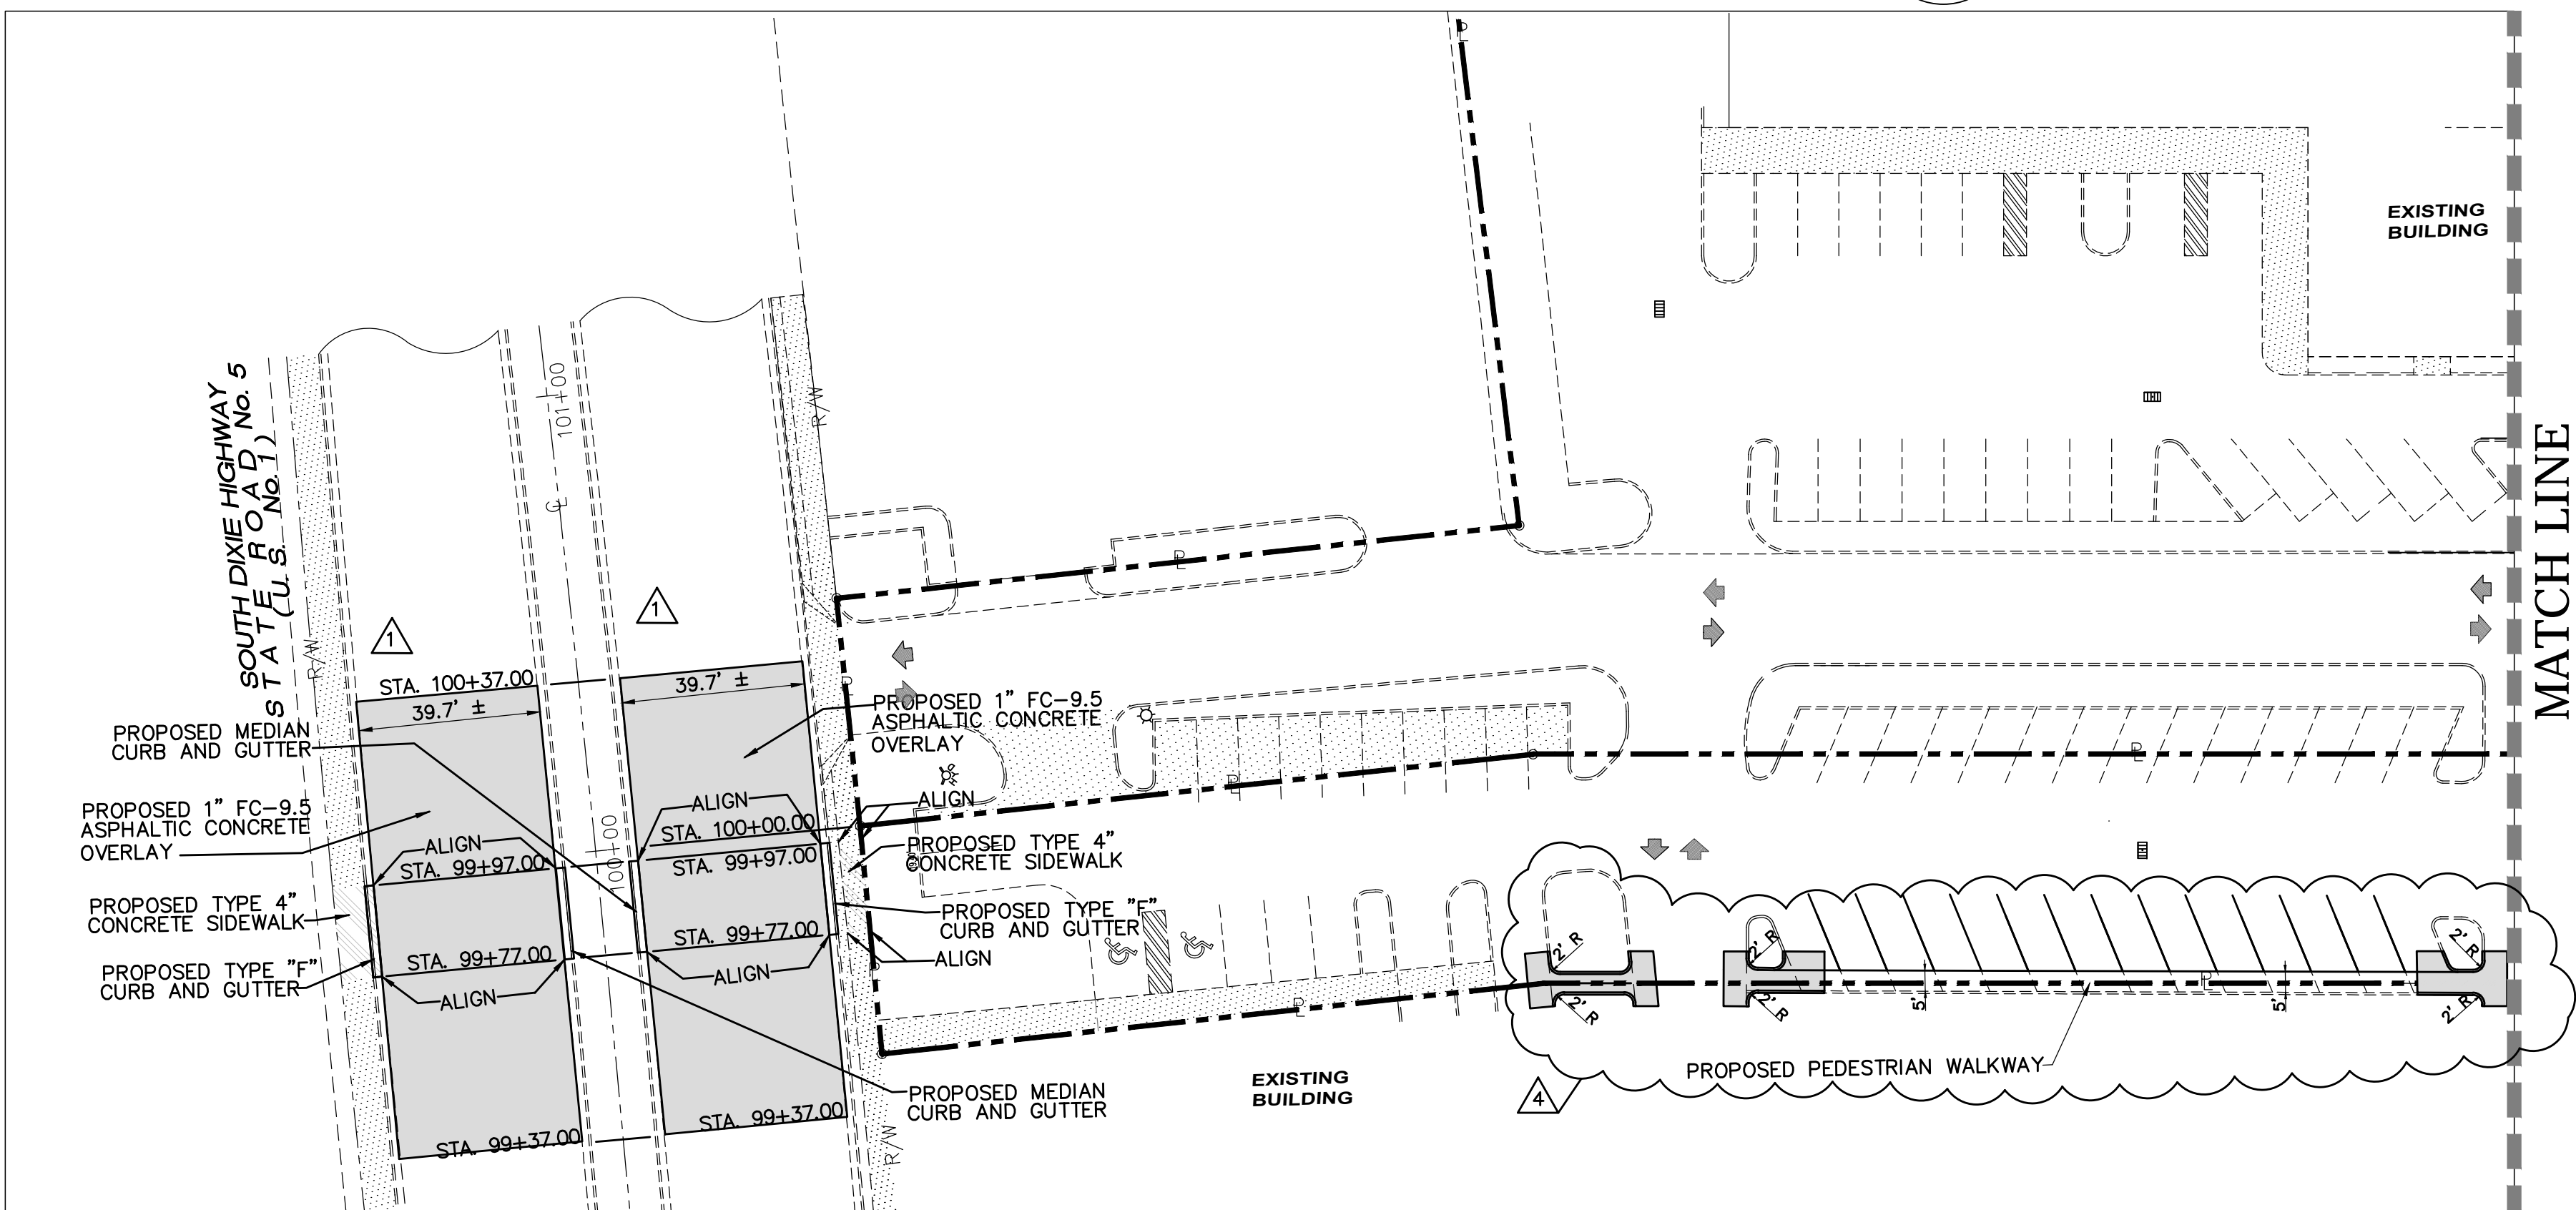 EXISTING
BUILDING
MATCH LINE
SOUTH DIXIE HIGHWAY
STATE ROAD No. 5
(U.S. No. 1)
R/W
R/W
R/W
101+00
100+00
1
1
STA. 100+37.00
39.7' ±
39.7' ±
PROPOSED MEDIAN
CURB AND GUTTER
PROPOSED 1" FC-9.5
ASPHALTIC CONCRETE
OVERLAY
PROPOSED 1" FC-9.5
ASPHALTIC CONCRETE
OVERLAY
ALIGN
ALIGN
ALIGN
STA. 100+00.00
STA. 99+97.00
STA. 99+97.00
PROPOSED TYPE 4"
CONCRETE SIDEWALK
PROPOSED TYPE 4"
CONCRETE SIDEWALK
PROPOSED TYPE "F"
CURB AND GUTTER
PROPOSED TYPE "F"
CURB AND GUTTER
STA. 99+77.00
STA. 99+77.00
ALIGN
ALIGN
ALIGN
PROPOSED MEDIAN
CURB AND GUTTER
STA. 99+37.00
STA. 99+37.00
EXISTING
BUILDING
2' R
2' R
2' R
2' R
2' R
2' R
5'
5'
PROPOSED PEDESTRIAN WALKWAY
4